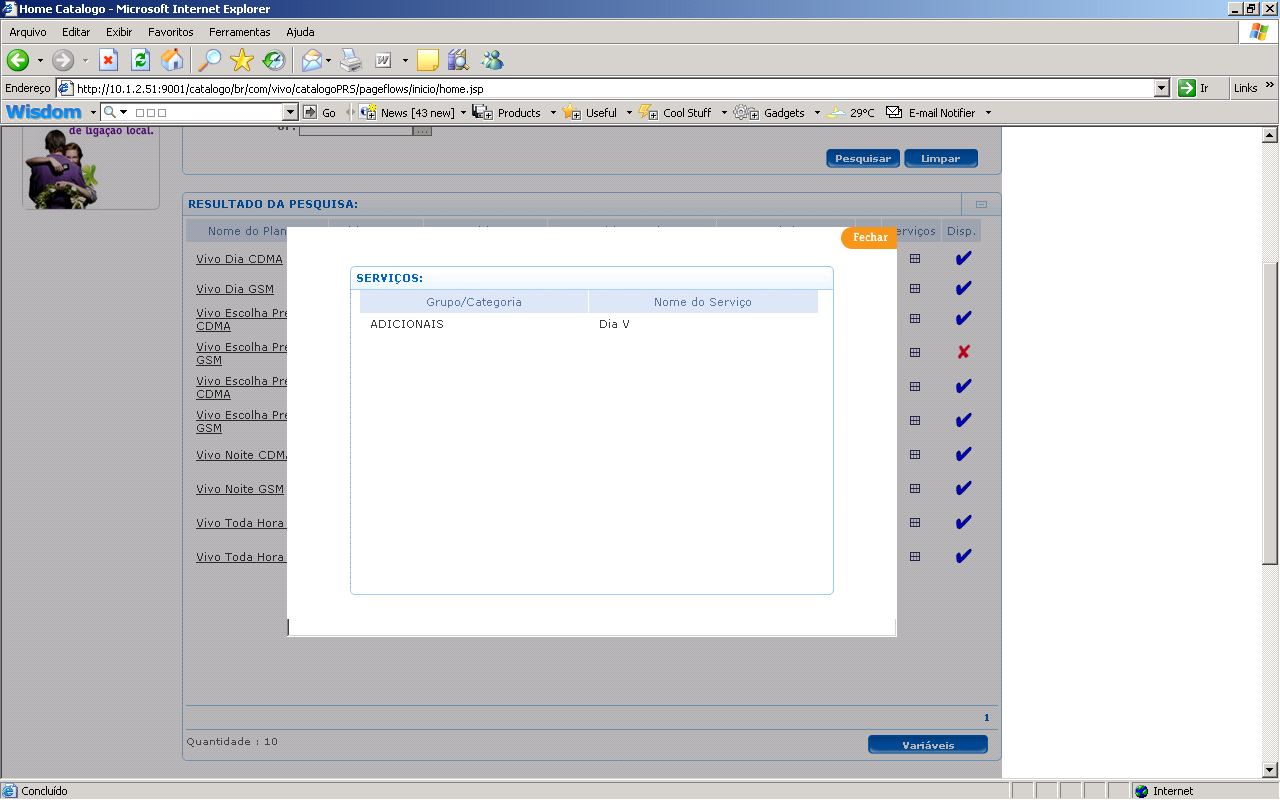 Home Catalogo - Microsoft Internet Explorer
Arquivo Editar Exibir Favoritos Ferramentas Ajuda
Endereço http://10.1.2.51:9001/catalogo/br/com/vivo/catalogoPRS/pageflows/inicio/home.jsp Ir Links »
Wisdom Go News [43 new] Products Useful Cool Stuff Gadgets 29°C E-mail Notifier
de ligação local.
Pesquisar Limpar
RESULTADO DA PESQUISA:
Nome do Plan erviços Disp.
Fechar
Vivo Dia CDMA
SERVIÇOS:
Vivo Dia GSM
Grupo/Categoria Nome do Serviço
Vivo Escolha Pre
CDMA
ADICIONAIS Dia V
Vivo Escolha Pre
GSM
Vivo Escolha Pre
CDMA
Vivo Escolha Pre
GSM
Vivo Noite CDMA
Vivo Noite GSM
Vivo Toda Hora
Vivo Toda Hora
1
Quantidade : 10
Variáveis
Concluído Internet